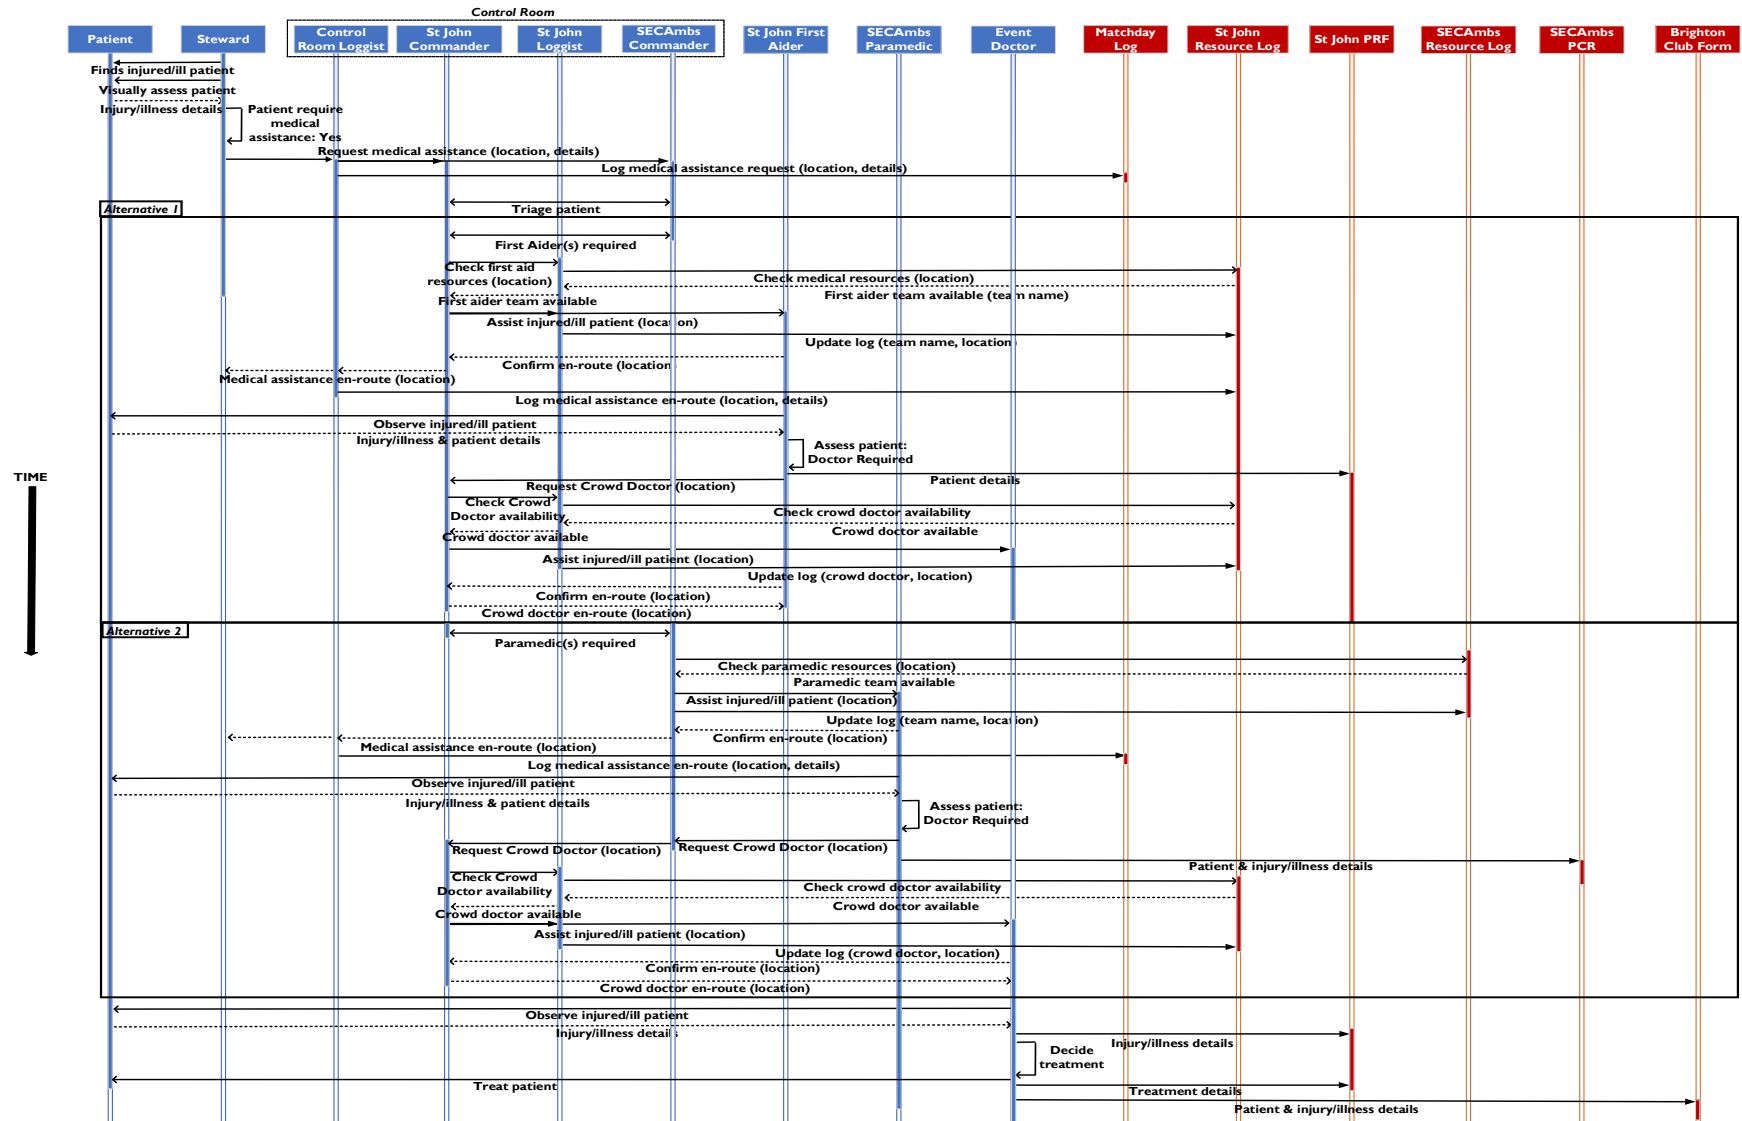 Control Room
Patient
Steward
Control
Room Loggist
St John
Commander
St John
Loggist
SECAmbs
Commander
St John First
Aider
SECAmbs
Paramedic
Event
Doctor
Matchday
Log
St John
Resource Log
St John PRF
SECAmbs
Resource Log
SECAmbs
PCR
Brighton
Club Form
Finds injured/ill patient
Visually assess patient
Injury/illness details
Patient require
medical
assistance: Yes
Request medical assistance (location, details)
Log medical assistance request (location, details)
Triage patient
Alternative 1
First Aider(s) required
Check first aid
resources (location)
Check medical resources (location)
First aider team available (team name)
First aider team available
Assist injured/ill patient (location)
Update log (team name, location
Confirm en-route (location
Medical assistance en-route (location)
Log medical assistance en-route (location, details)
Observe injured/ill patient
Injury/illness & patient details
Assess patient:
Doctor Required
Patient details
Request Crowd Doctor (location)
Check Crowd
Doctor availability
Check crowd doctor availability
Crowd doctor available
Crowd doctor available
Assist injured/ill patient (location)
Update log (crowd doctor, location)
Confirm en-route (location)
Crowd doctor en-route (location)
TIME
Alternative 2
Paramedic(s) required
Check paramedic resources (location)
Paramedic team available
Assist injured/ill patient (location)
Update log (team name, location)
Confirm en-route (location)
Medical assistance en-route (location)
Log medical assistance en-route (location, details)
Observe injured/ill patient
Injury/illness & patient details
Assess patient:
Doctor Required
Request Crowd Doctor (location)
Request Crowd Doctor (location)
Patient & injury/illness details
Check Crowd
Doctor availability
Check crowd doctor availability
Crowd doctor available
Crowd doctor available
Assist injured/ill patient (location)
Update log (crowd doctor, location)
Confirm en-route (location)
Crowd doctor en-route (location)
Observe injured/ill patient
Injury/illness details
Injury/illness details
Decide
treatment
Treat patient
Treatment details
Patient & injury/illness details